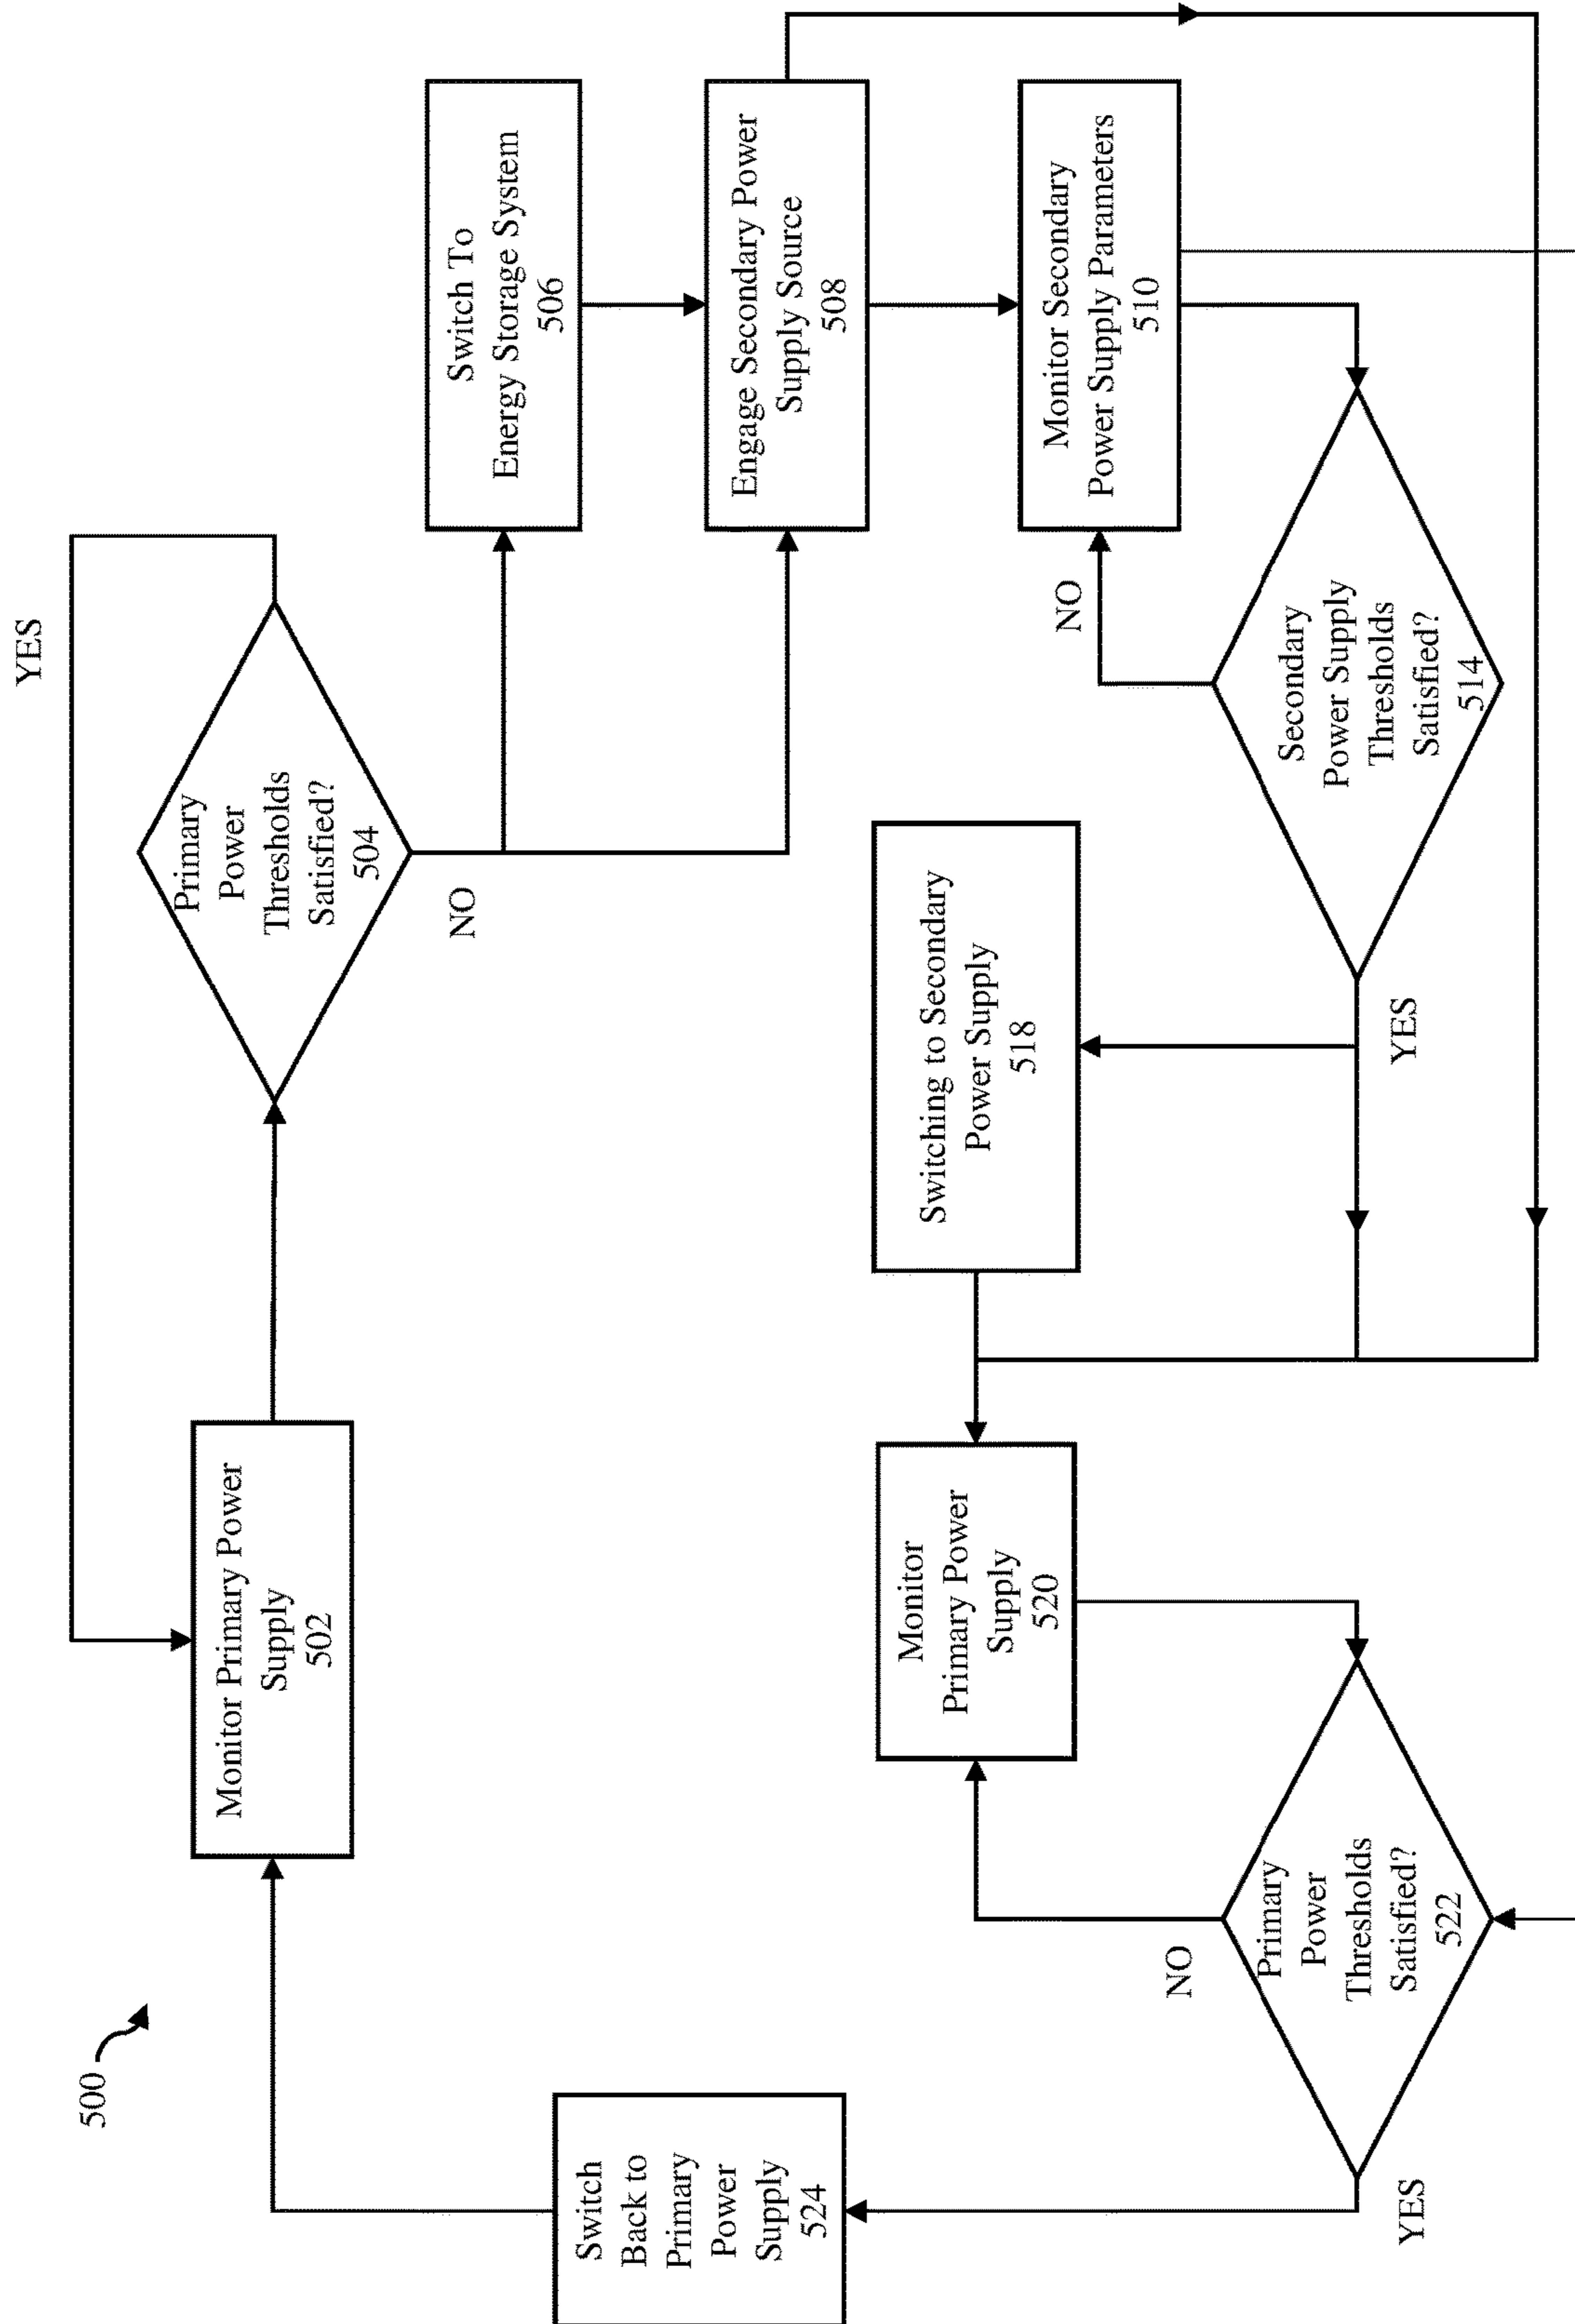 500
Monitor Primary Power
Supply
502
YES
Primary
Power
Thresholds
Satisfied?
504
NO
Switch To
Energy Storage System
506
Engage Secondary Power
Supply Source
508
Monitor Secondary
Power Supply Parameters
510
NO
Secondary
Power Supply
Thresholds
Satisfied?
514
YES
Switching to Secondary
Power Supply
518
Monitor
Primary Power
Supply
520
NO
Primary
Power
Thresholds
Satisfied?
522
YES
Switch
Back to
Primary
Power
Supply
524